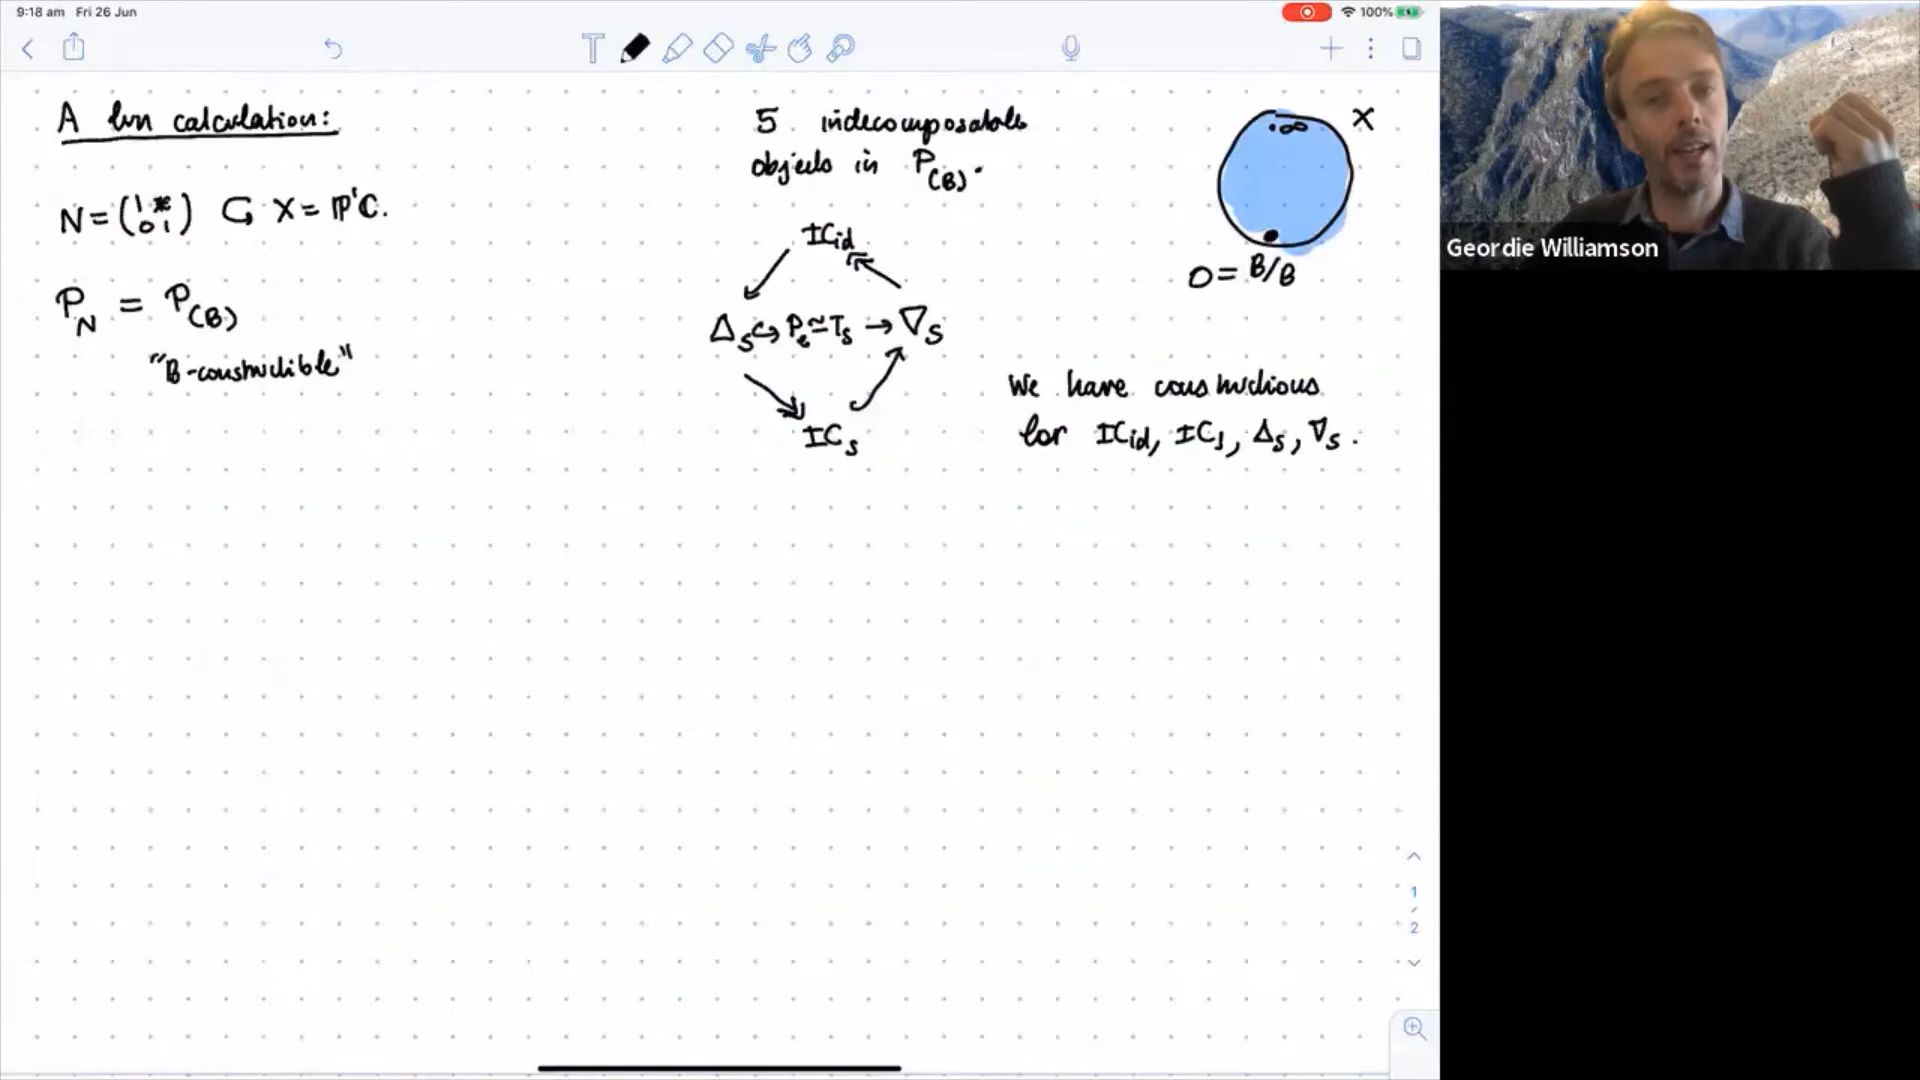 9:18 am Fri 26 Jun
100%
A fun calculation:
N = (1 * 0 1) ↻ X = P¹C.
P_N = P_(B)
"B-constructible"
5 indecomposable
objects in P_(B).
IC_id
Δ_S ↪ P_e ≃ T_S → ∇_S
IC_S
.∞ X
0 = B/B
We have constructions
for IC_id, IC_S, Δ_S, ∇_S.
Geordie Williamson
1
2